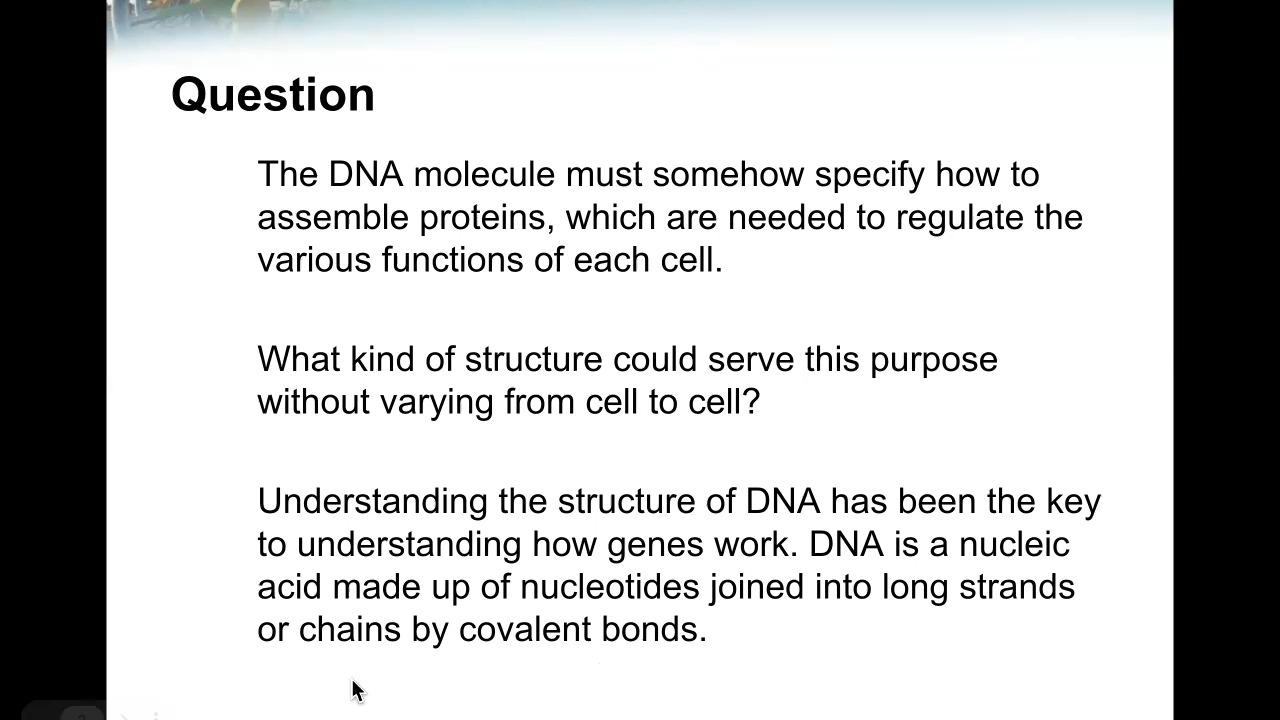 Question
The DNA molecule must somehow specify how to
assemble proteins, which are needed to regulate the
various functions of each cell.
What kind of structure could serve this purpose
without varying from cell to cell?
Understanding the structure of DNA has been the key
to understanding how genes work. DNA is a nucleic
acid made up of nucleotides joined into long strands
or chains by covalent bonds.